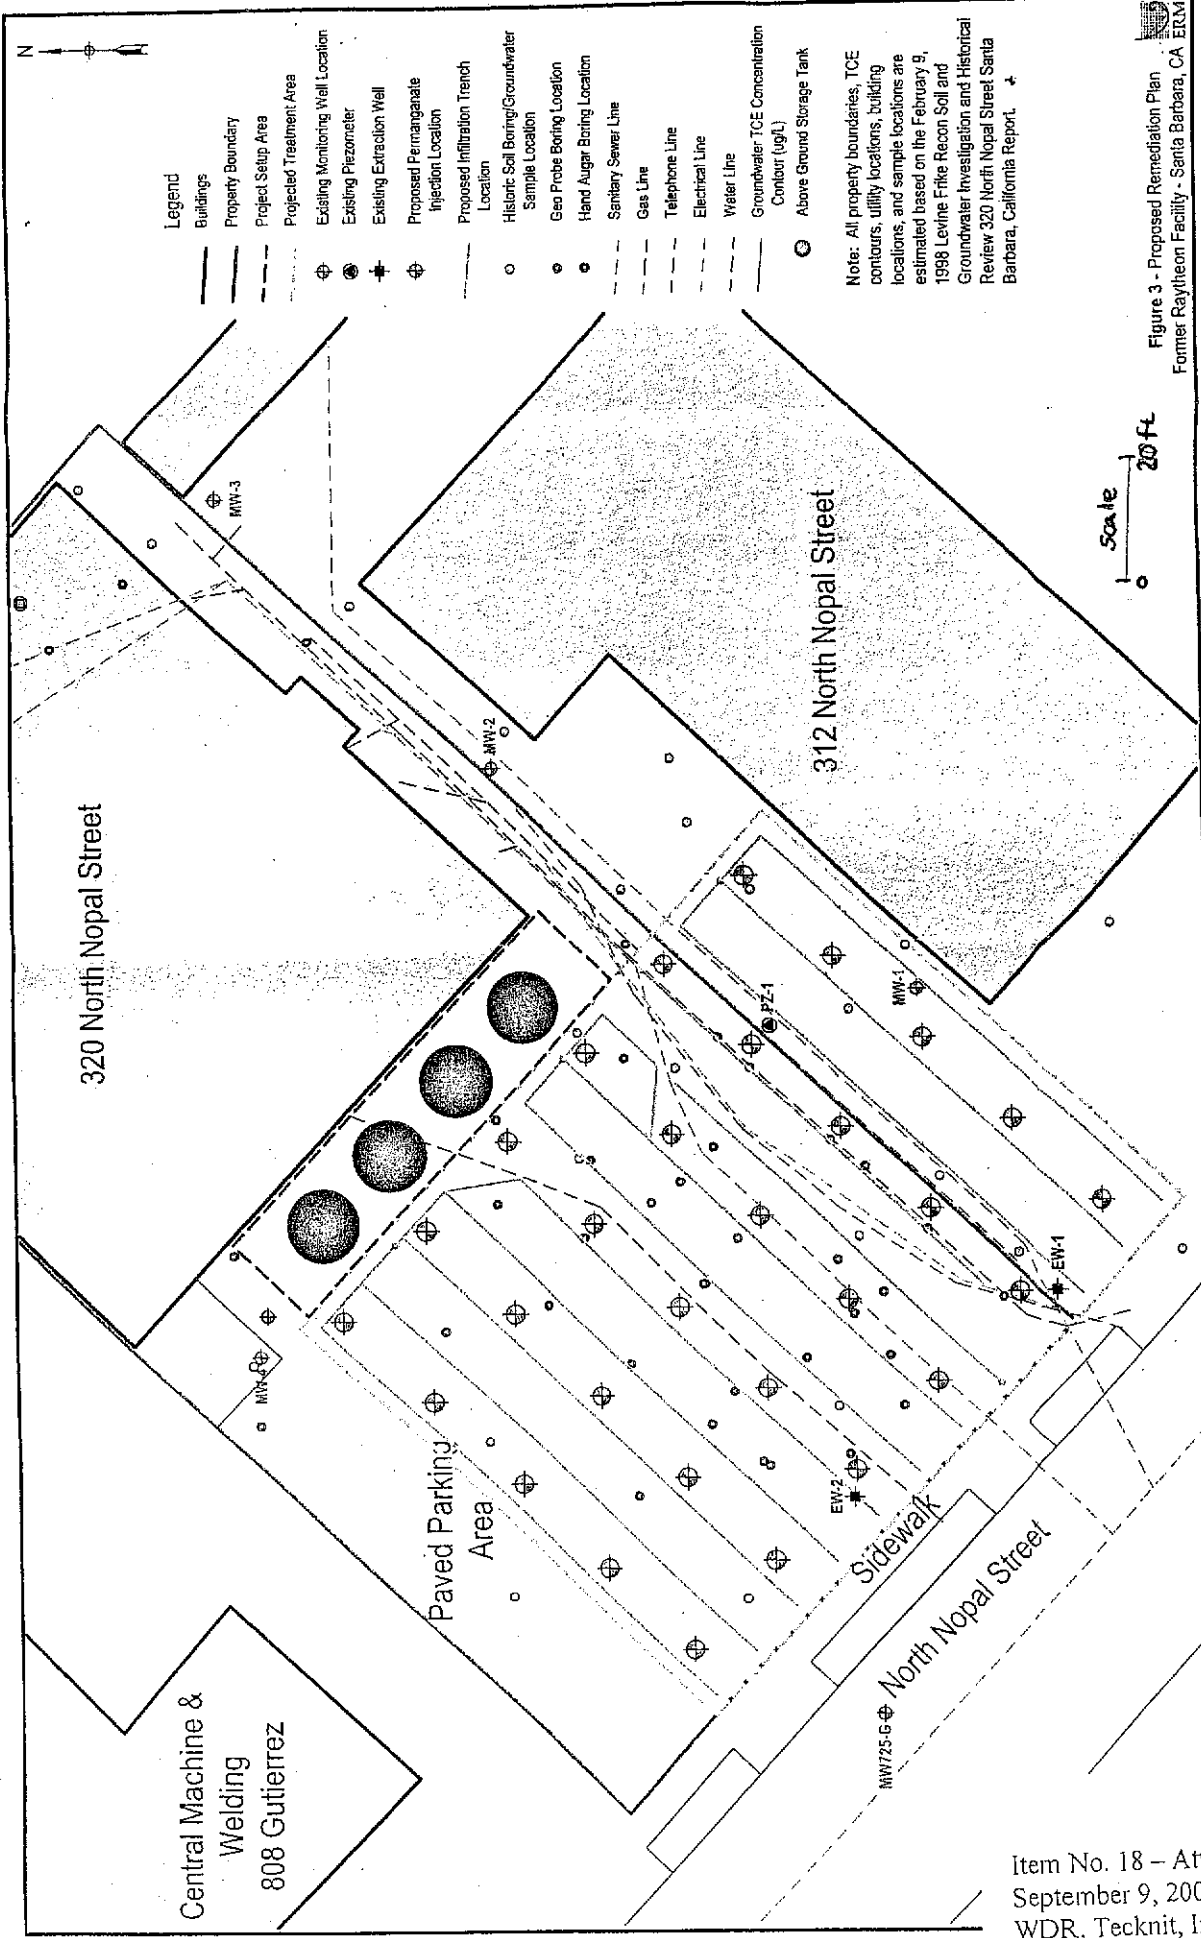 N
Legend
Buildings
Property Boundary
Project Setup Area
Projected Treatment Area
Existing Monitoring Well Location
Existing Piezometer
Existing Extraction Well
Proposed Permanganate
Injection Location
Proposed Infiltration Trench
Location
Historic Soil Boring/Groundwater
Sample Location
Geo Probe Boring Location
Hand Augar Boring Location
Sanitary Sewer Line
Gas Line
Telephone Line
Electrical Line
Water Line
Groundwater TCE Concentration
Contour (ug/L)
Above Ground Storage Tank
Note: All property boundaries, TCE
contours, utility locations, building
locations, and sample locations are
estimated based on the February 9,
1998 Levine Frike Recon Soil and
Groundwater Investigation and Historical
Review 320 North Nopal Street Santa
Barbara, California Report.
320 North Nopal Street
MW-3
MW-2
312 North Nopal Street
PZ-1
MW-1
EW-1
MW-4
Paved Parking
Area
EW-2
Sidewalk
MW725-G
North Nopal Street
Central Machine &
Welding
808 Gutierrez
Scale
0
20 ft
Figure 3 - Proposed Remediation Plan
Former Raytheon Facility - Santa Barbara, CA
ERM
Item No. 18 – At
September 9, 200
WDR, Tecknit, I